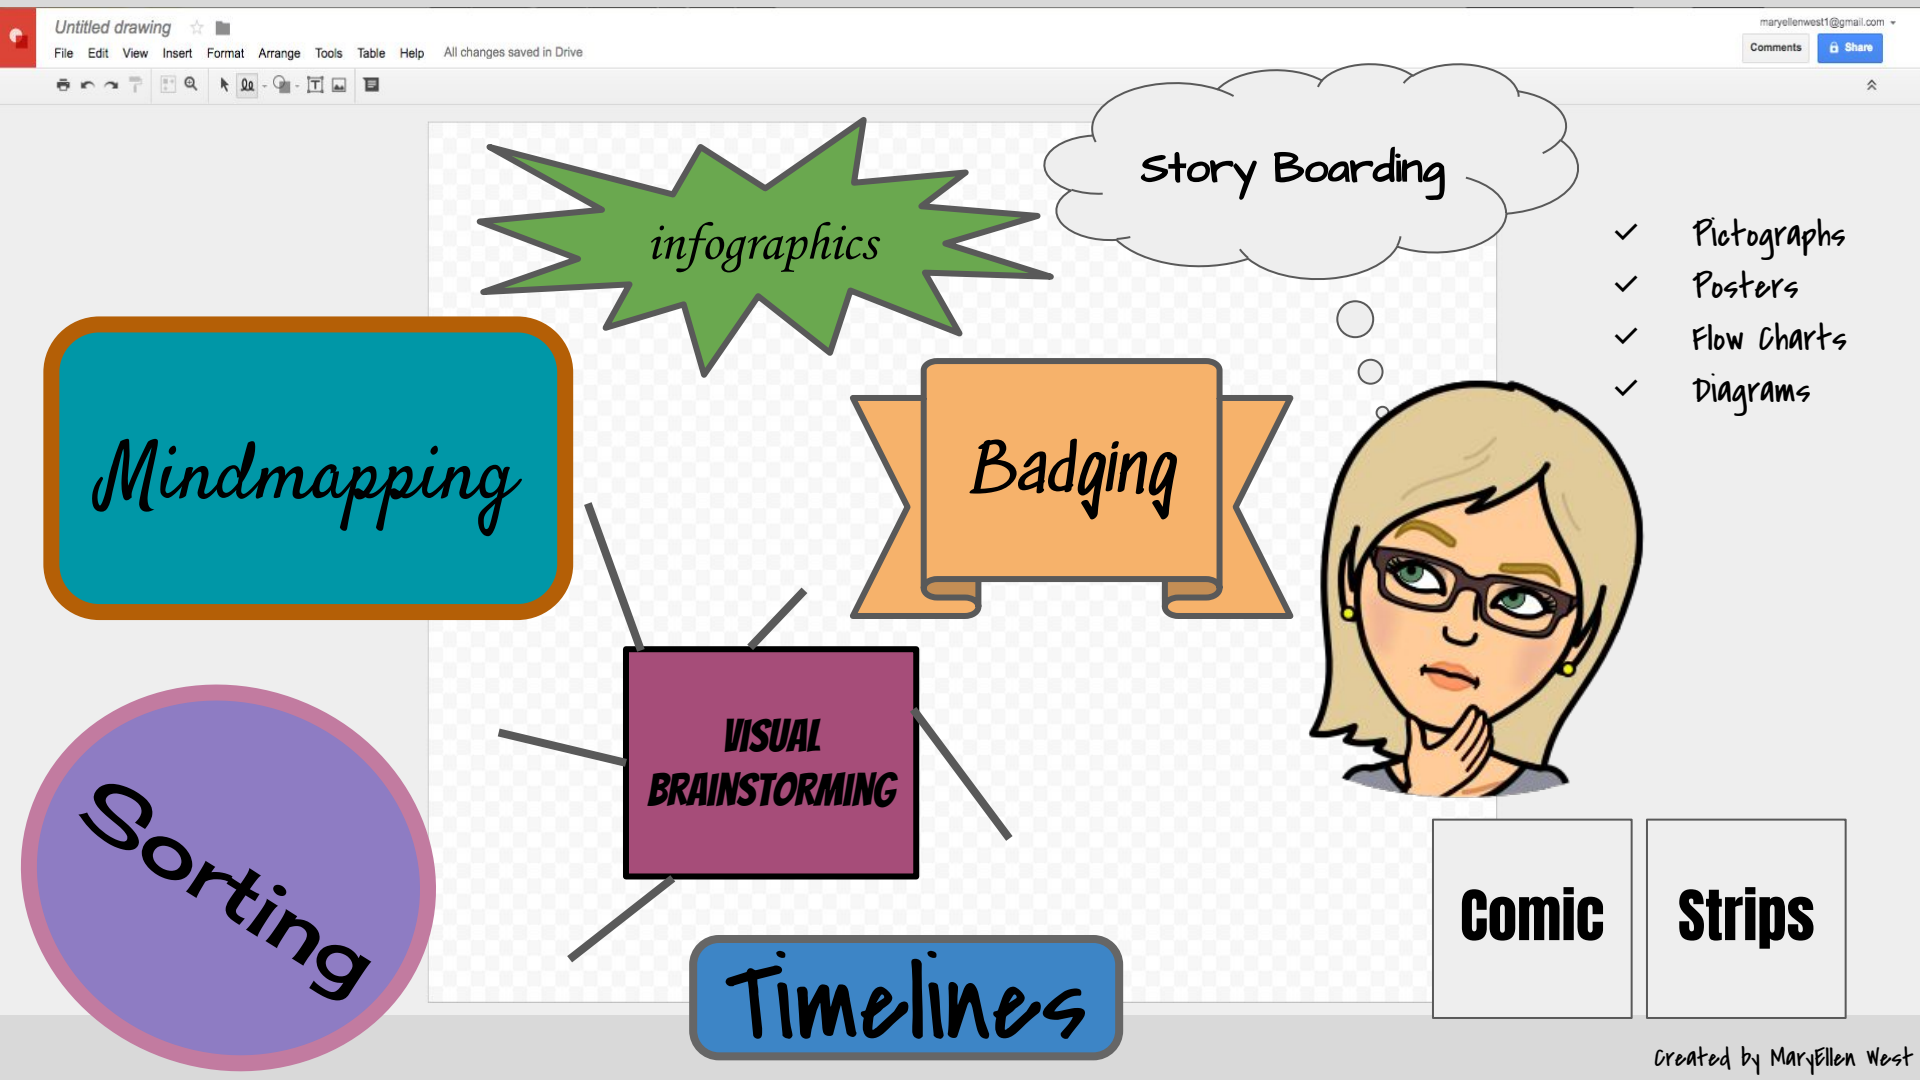 Untitled drawing
maryellenwest1@gmail.com
File Edit View Insert Format Arrange Tools Table Help All changes saved in Drive
Comments Share
infographics
Story Boarding
Pictographs
Posters
Flow Charts
Diagrams
Mindmapping
Badging
VISUAL
BRAINSTORMING
Sorting
Timelines
Comic Strips
Created by MaryEllen West